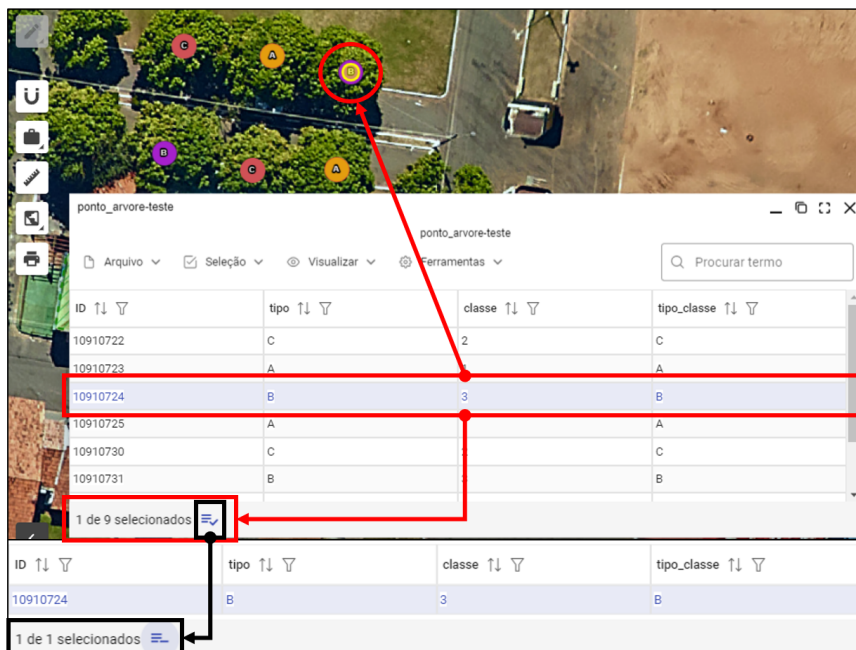 C
A
B
B
C
A
ponto_arvore-teste
ponto_arvore-teste
Arquivo Seleção Visualizar Ferramentas Procurar termo
ID tipo classe tipo_classe
10910722 C 2 C
10910723 A A
10910724 B 3 B
10910725 A A
10910730 C C
10910731 B B
1 de 9 selecionados
ID tipo classe tipo_classe
10910724 B 3 B
1 de 1 selecionados